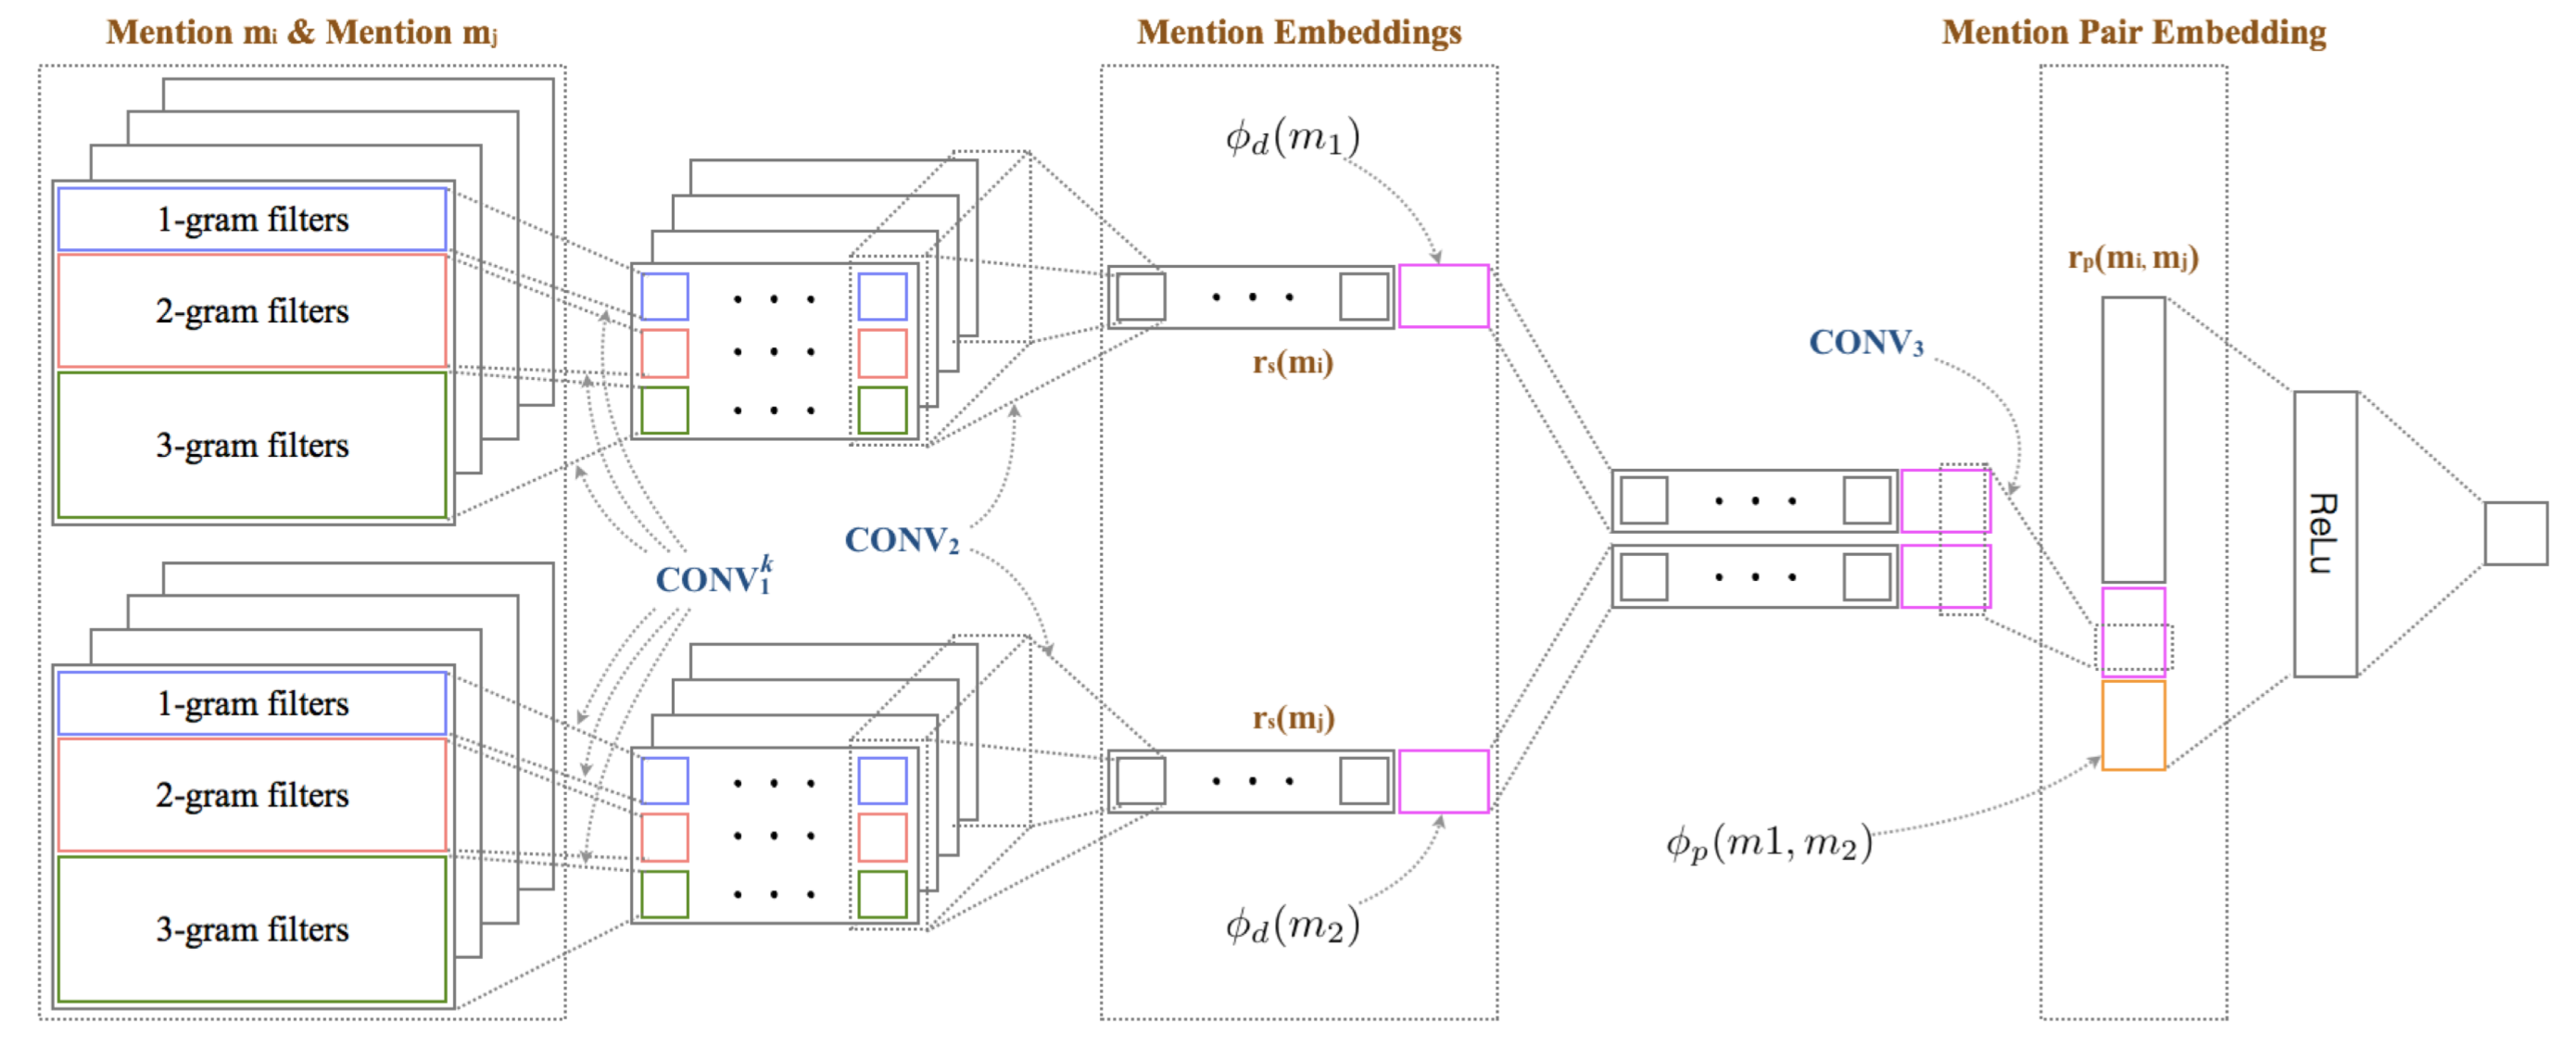 Mention mi & Mention mj
Mention Embeddings
Mention Pair Embedding
1-gram filters
2-gram filters
3-gram filters
ϕd(m1)
rs(mi)
rp(mi, mj)
CONV3
CONV2
CONV1^k
ReLu
1-gram filters
2-gram filters
3-gram filters
rs(mj)
ϕd(m2)
ϕp(m1, m2)